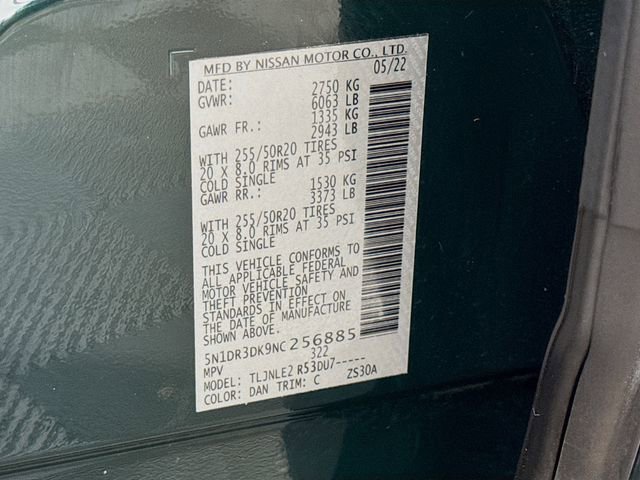 MFD BY NISSAN MOTOR CO., LTD.
DATE: 05/22
GVWR: 2750 KG
6063 LB
GAWR FR.: 1335 KG
2943 LB
WITH 255/50R20 TIRES
20 X 8.0 RIMS AT 35 PSI
COLD SINGLE
GAWR RR.: 1530 KG
3373 LB
WITH 255/50R20 TIRES
20 X 8.0 RIMS AT 35 PSI
COLD SINGLE
THIS VEHICLE CONFORMS TO
ALL APPLICABLE FEDERAL
MOTOR VEHICLE SAFETY AND
THEFT PREVENTION
STANDARDS IN EFFECT ON
THE DATE OF MANUFACTURE
SHOWN ABOVE.
5N1DR3DK9NC256885
MPV 322
MODEL: TLJNLE2 R53DU7-----
COLOR: DAN TRIM: C ZS30A